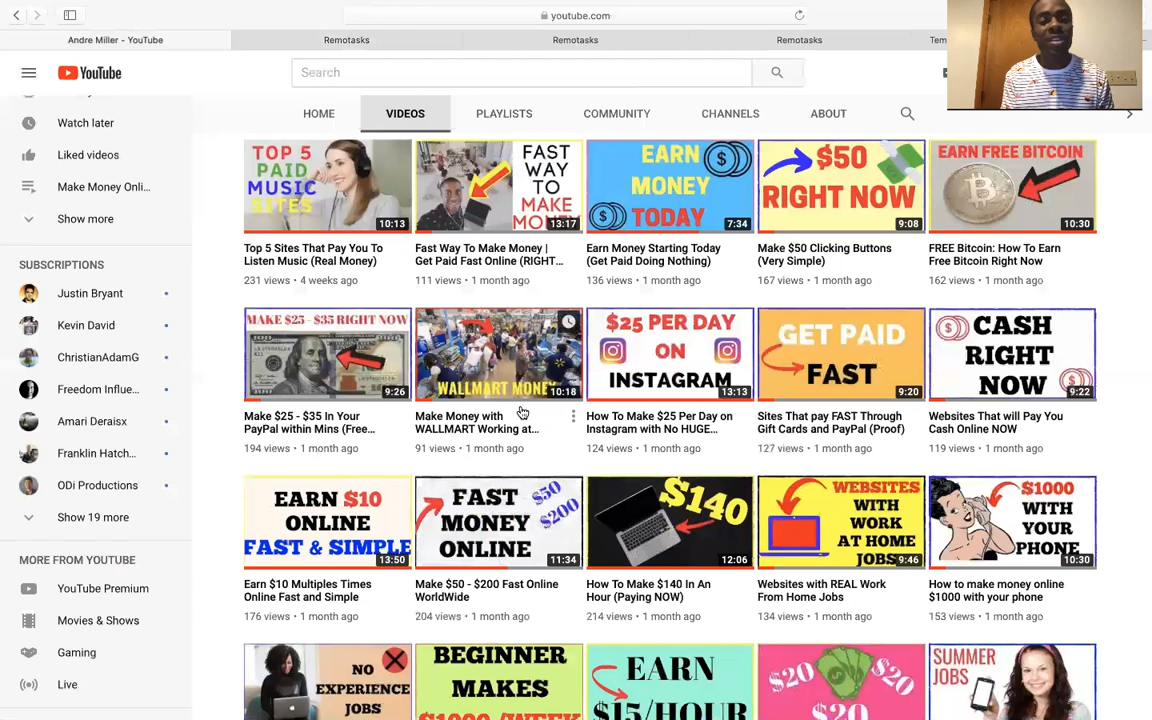 youtube.com
Andre Miller - YouTube
Remotasks
Remotasks
Remotasks
YouTube
Search
HOME
VIDEOS
PLAYLISTS
COMMUNITY
CHANNELS
ABOUT
Watch later
Liked videos
Make Money Onli...
Show more
SUBSCRIPTIONS
Justin Bryant
Kevin David
ChristianAdamG
Freedom Influe...
Amari Deraisx
Franklin Hatch...
ODi Productions
Show 19 more
MORE FROM YOUTUBE
YouTube Premium
Movies & Shows
Gaming
Live
TOP 5
PAID
MUSIC
SITES
10:13
Top 5 Sites That Pay You To
Listen Music (Real Money)
231 views • 4 weeks ago
FAST
WAY
TO
MAKE
13:17
Fast Way To Make Money |
Get Paid Fast Online (RIGHT...
111 views • 1 month ago
EARN
MONEY
TODAY
7:34
Earn Money Starting Today
(Get Paid Doing Nothing)
136 views • 1 month ago
$50
RIGHT NOW
9:08
Make $50 Clicking Buttons
(Very Simple)
167 views • 1 month ago
EARN FREE BITCOIN
10:30
FREE Bitcoin: How To Earn
Free Bitcoin Right Now
162 views • 1 month ago
MAKE $25 - $35 RIGHT NOW
9:26
Make $25 - $35 In Your
PayPal within Mins (Free...
194 views • 1 month ago
WALLMART MONEY
10:18
Make Money with
WALLMART Working at...
91 views • 1 month ago
$25 PER DAY
ON
INSTAGRAM
13:13
How To Make $25 Per Day on
Instagram with No HUGE...
124 views • 1 month ago
GET PAID
FAST
9:20
Sites That pay FAST Through
Gift Cards and PayPal (Proof)
127 views • 1 month ago
CASH
RIGHT
NOW
9:22
Websites That will Pay You
Cash Online NOW
119 views • 1 month ago
EARN $10
ONLINE
FAST & SIMPLE
13:50
Earn $10 Multiples Times
Online Fast and Simple
176 views • 1 month ago
FAST
MONEY
ONLINE
$50
$200
11:34
Make $50 - $200 Fast Online
WorldWide
204 views • 1 month ago
$140
12:06
How To Make $140 In An
Hour (Paying NOW)
214 views • 1 month ago
WEBSITES
WITH
WORK
AT HOME
JOBS
9:46
Websites with REAL Work
From Home Jobs
134 views • 1 month ago
$1000
WITH
YOUR
PHONE
10:30
How to make money online
$1000 with your phone
153 views • 1 month ago
NO
EXPERIENCE
JOBS
BEGINNER
MAKES
$1000/WEEK
EARN
$15/HOUR
$20
$20
$20
SUMMER
JOBS